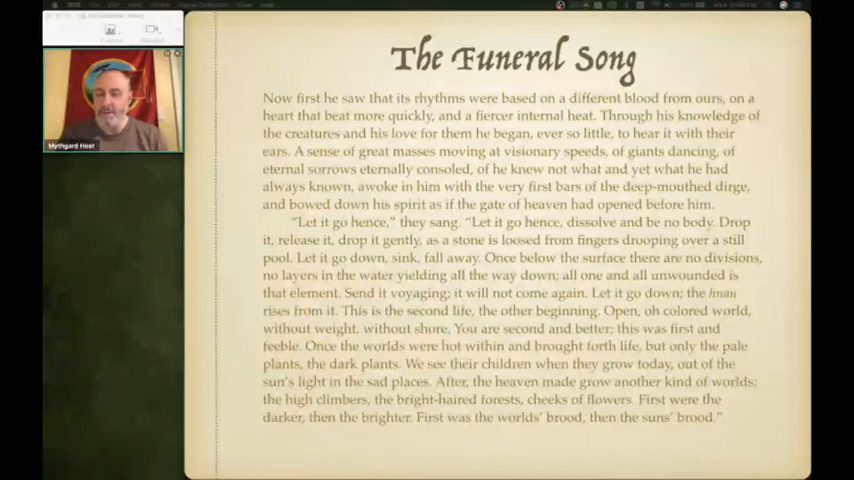 The Funeral Song
Now first he saw that its rhythms were based on a different blood from ours, on a
heart that beat more quickly, and a fiercer internal heat. Through his knowledge of
the creatures and his love for them he began, ever so little, to hear it with their
ears. A sense of great masses moving at visionary speeds, of giants dancing, of
eternal sorrows eternally consoled, of he knew not what and yet what he had
always known, awoke in him with the very first bars of the deep-mouthed dirge,
and bowed down his spirit as if the gate of heaven had opened before him.
"Let it go hence," they sang. "Let it go hence, dissolve and be no body. Drop
it, release it, drop it gently, as a stone is loosed from fingers drooping over a still
pool. Let it go down, sink, fall away. Once below the surface there are no divisions,
no layers in the water yielding all the way down; all one and all unwounded is
that element. Send it voyaging; it will not come again. Let it go down; the hnau
rises from it. This is the second life, the other beginning. Open, oh colored world,
without weight, without shore. You are second and better; this was first and
feeble. Once the worlds were hot within and brought forth life, but only the pale
plants, the dark plants. We see their children when they grow today, out of the
sun's light in the sad places. After, the heaven made grow another kind of worlds;
the high climbers, the bright-haired forests, cheeks of flowers. First were the
darker, then the brighter. First was the worlds' brood, then the suns' brood."
Mythgard Host